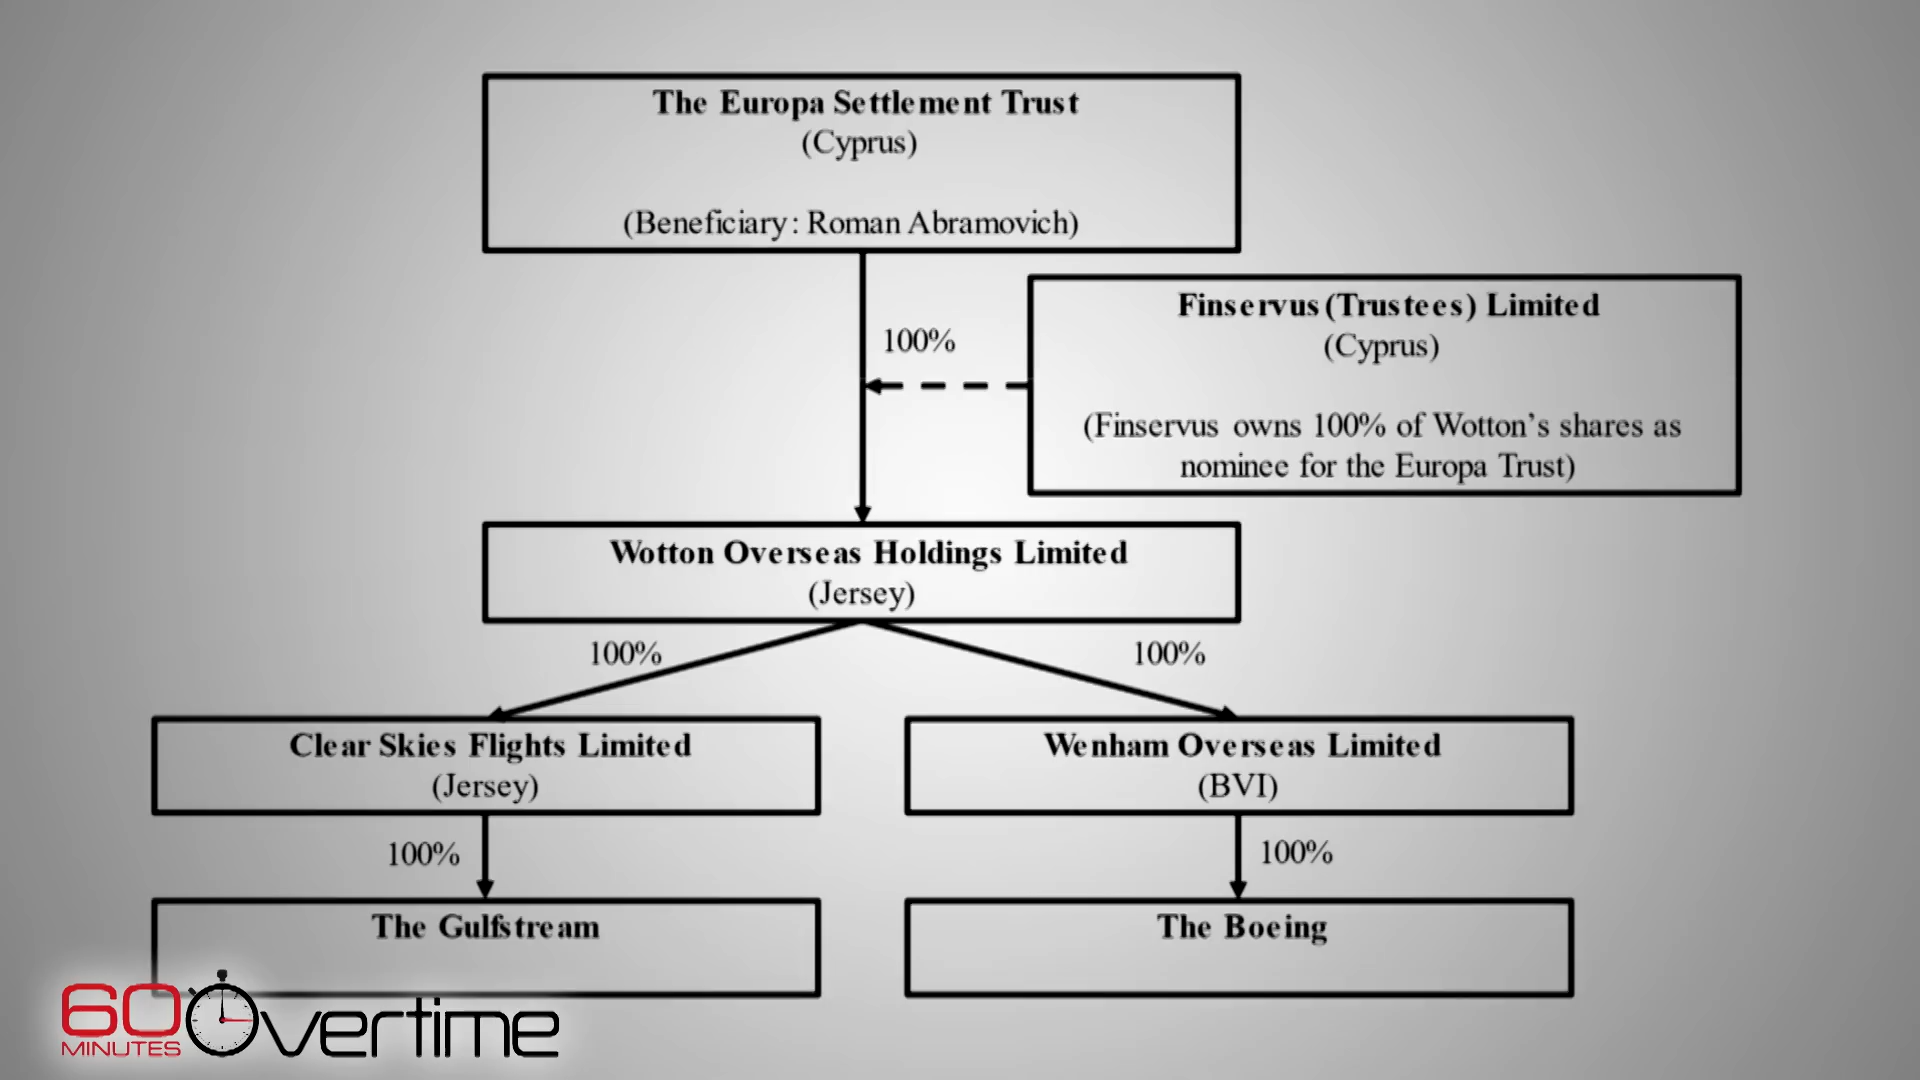 The Europa Settlement Trust
(Cyprus)
(Beneficiary: Roman Abramovich)
Finservus (Trustees) Limited
(Cyprus)
(Finservus owns 100% of Wotton’s shares as
nominee for the Europa Trust)
100%
Wotton Overseas Holdings Limited
(Jersey)
100%
100%
Clear Skies Flights Limited
(Jersey)
Wenham Overseas Limited
(BVI)
100%
100%
The Gulfstream
The Boeing
60 Overtime
MINUTES